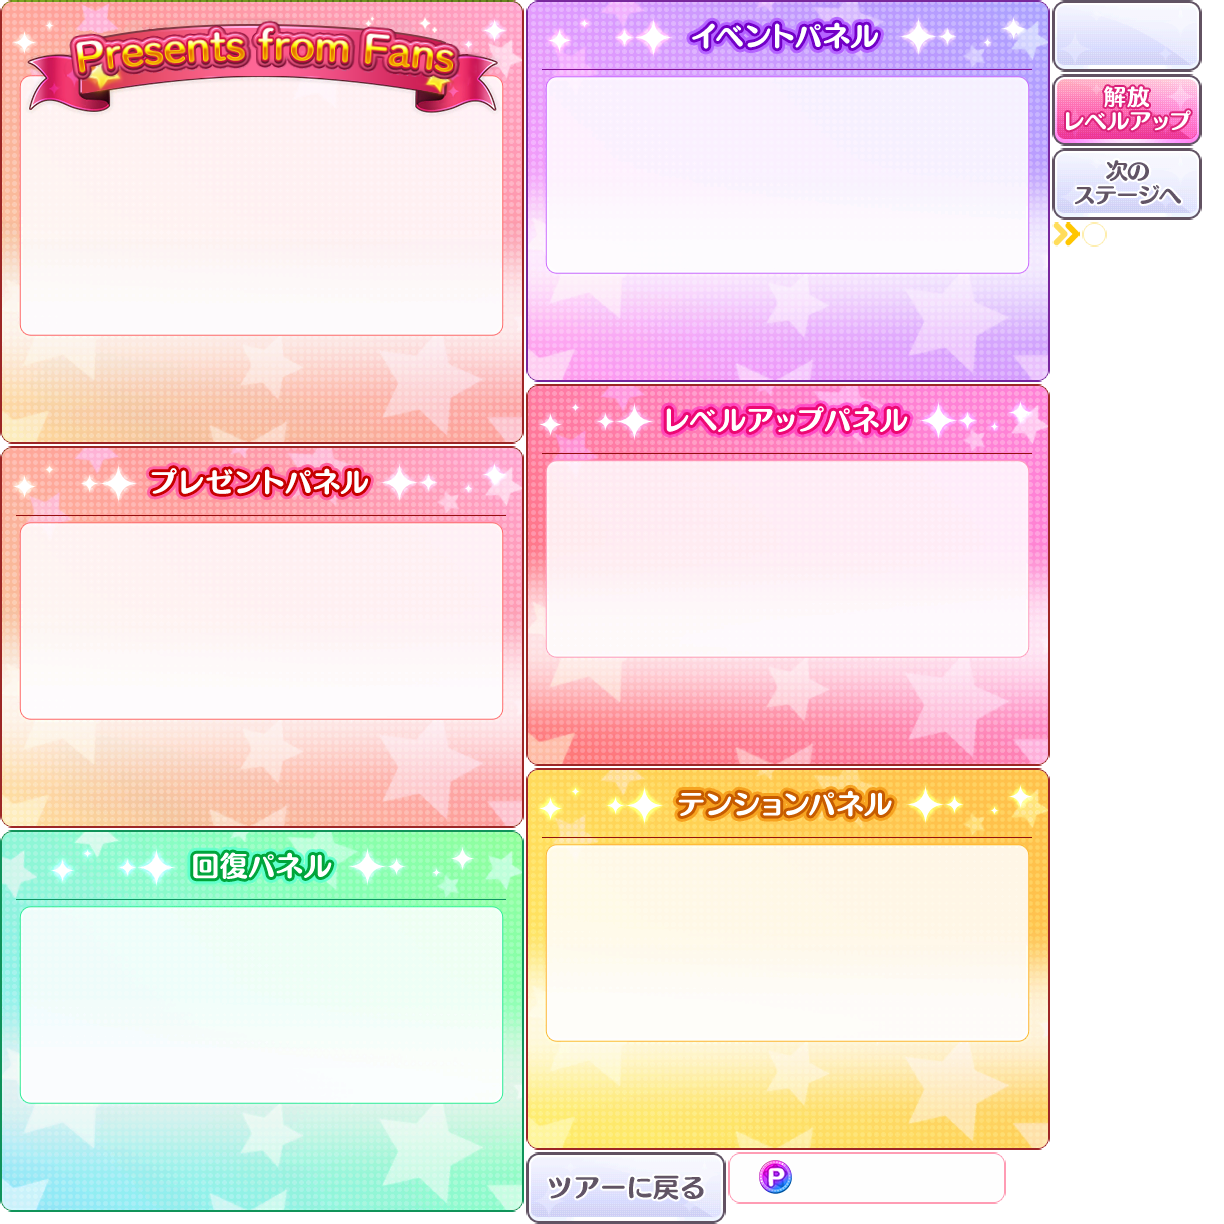 Presents from Fans
プレゼントパネル
回復パネル
イベントパネル
レベルアップパネル
テンションパネル
ツアーに戻る
P
解放
レベルアップ
次の
ステージへ